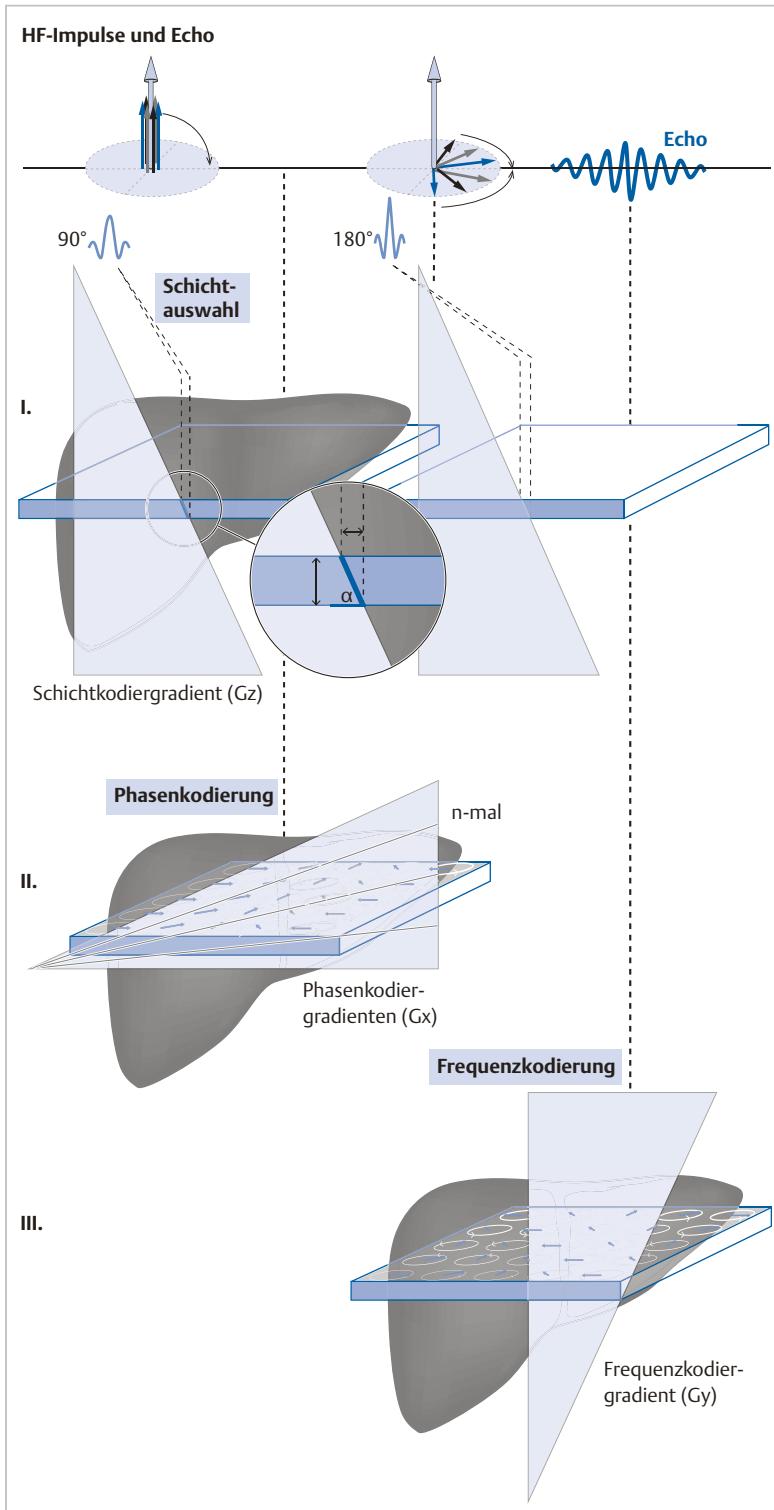 HF-Impulse und Echo
Echo
90°
180°
Schicht-
auswahl
I.
α
Schichtkodiergradient (Gz)
Phasenkodierung
n-mal
II.
Phasenkodier-
gradienten (Gx)
Frequenzkodierung
III.
Frequenzkodier-
gradient (Gy)